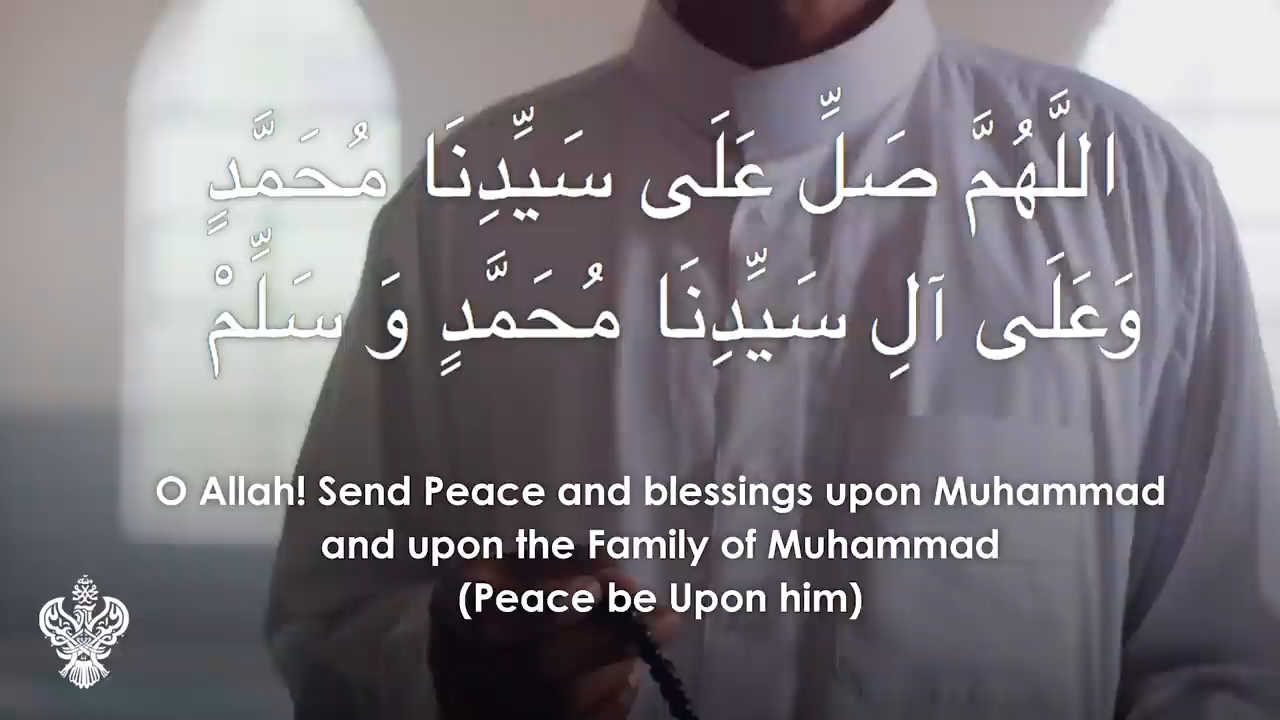 اللَّهُمَّ صَلِّ عَلَى سَيِّدِنَا مُحَمَّدٍ
وَعَلَى آلِ سَيِّدِنَا مُحَمَّدٍ وَ سَلِّمْ
O Allah! Send Peace and blessings upon Muhammad
and upon the Family of Muhammad
(Peace be Upon him)